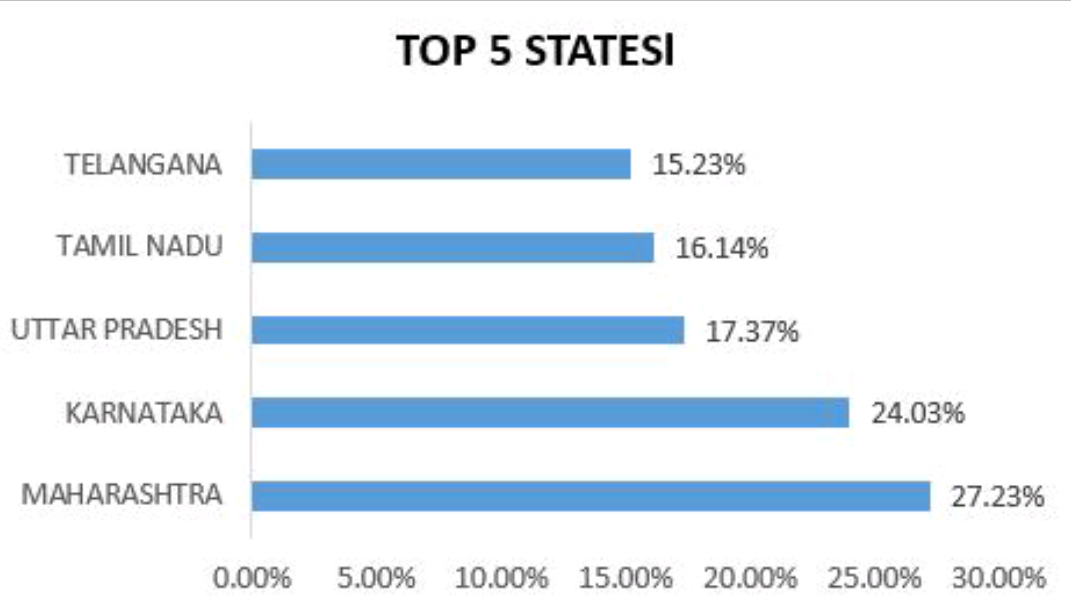 TOP 5 STATESl
TELANGANA 15.23%
TAMIL NADU 16.14%
UTTAR PRADESH 17.37%
KARNATAKA 24.03%
MAHARASHTRA 27.23%
0.00% 5.00% 10.00% 15.00% 20.00% 25.00% 30.00%